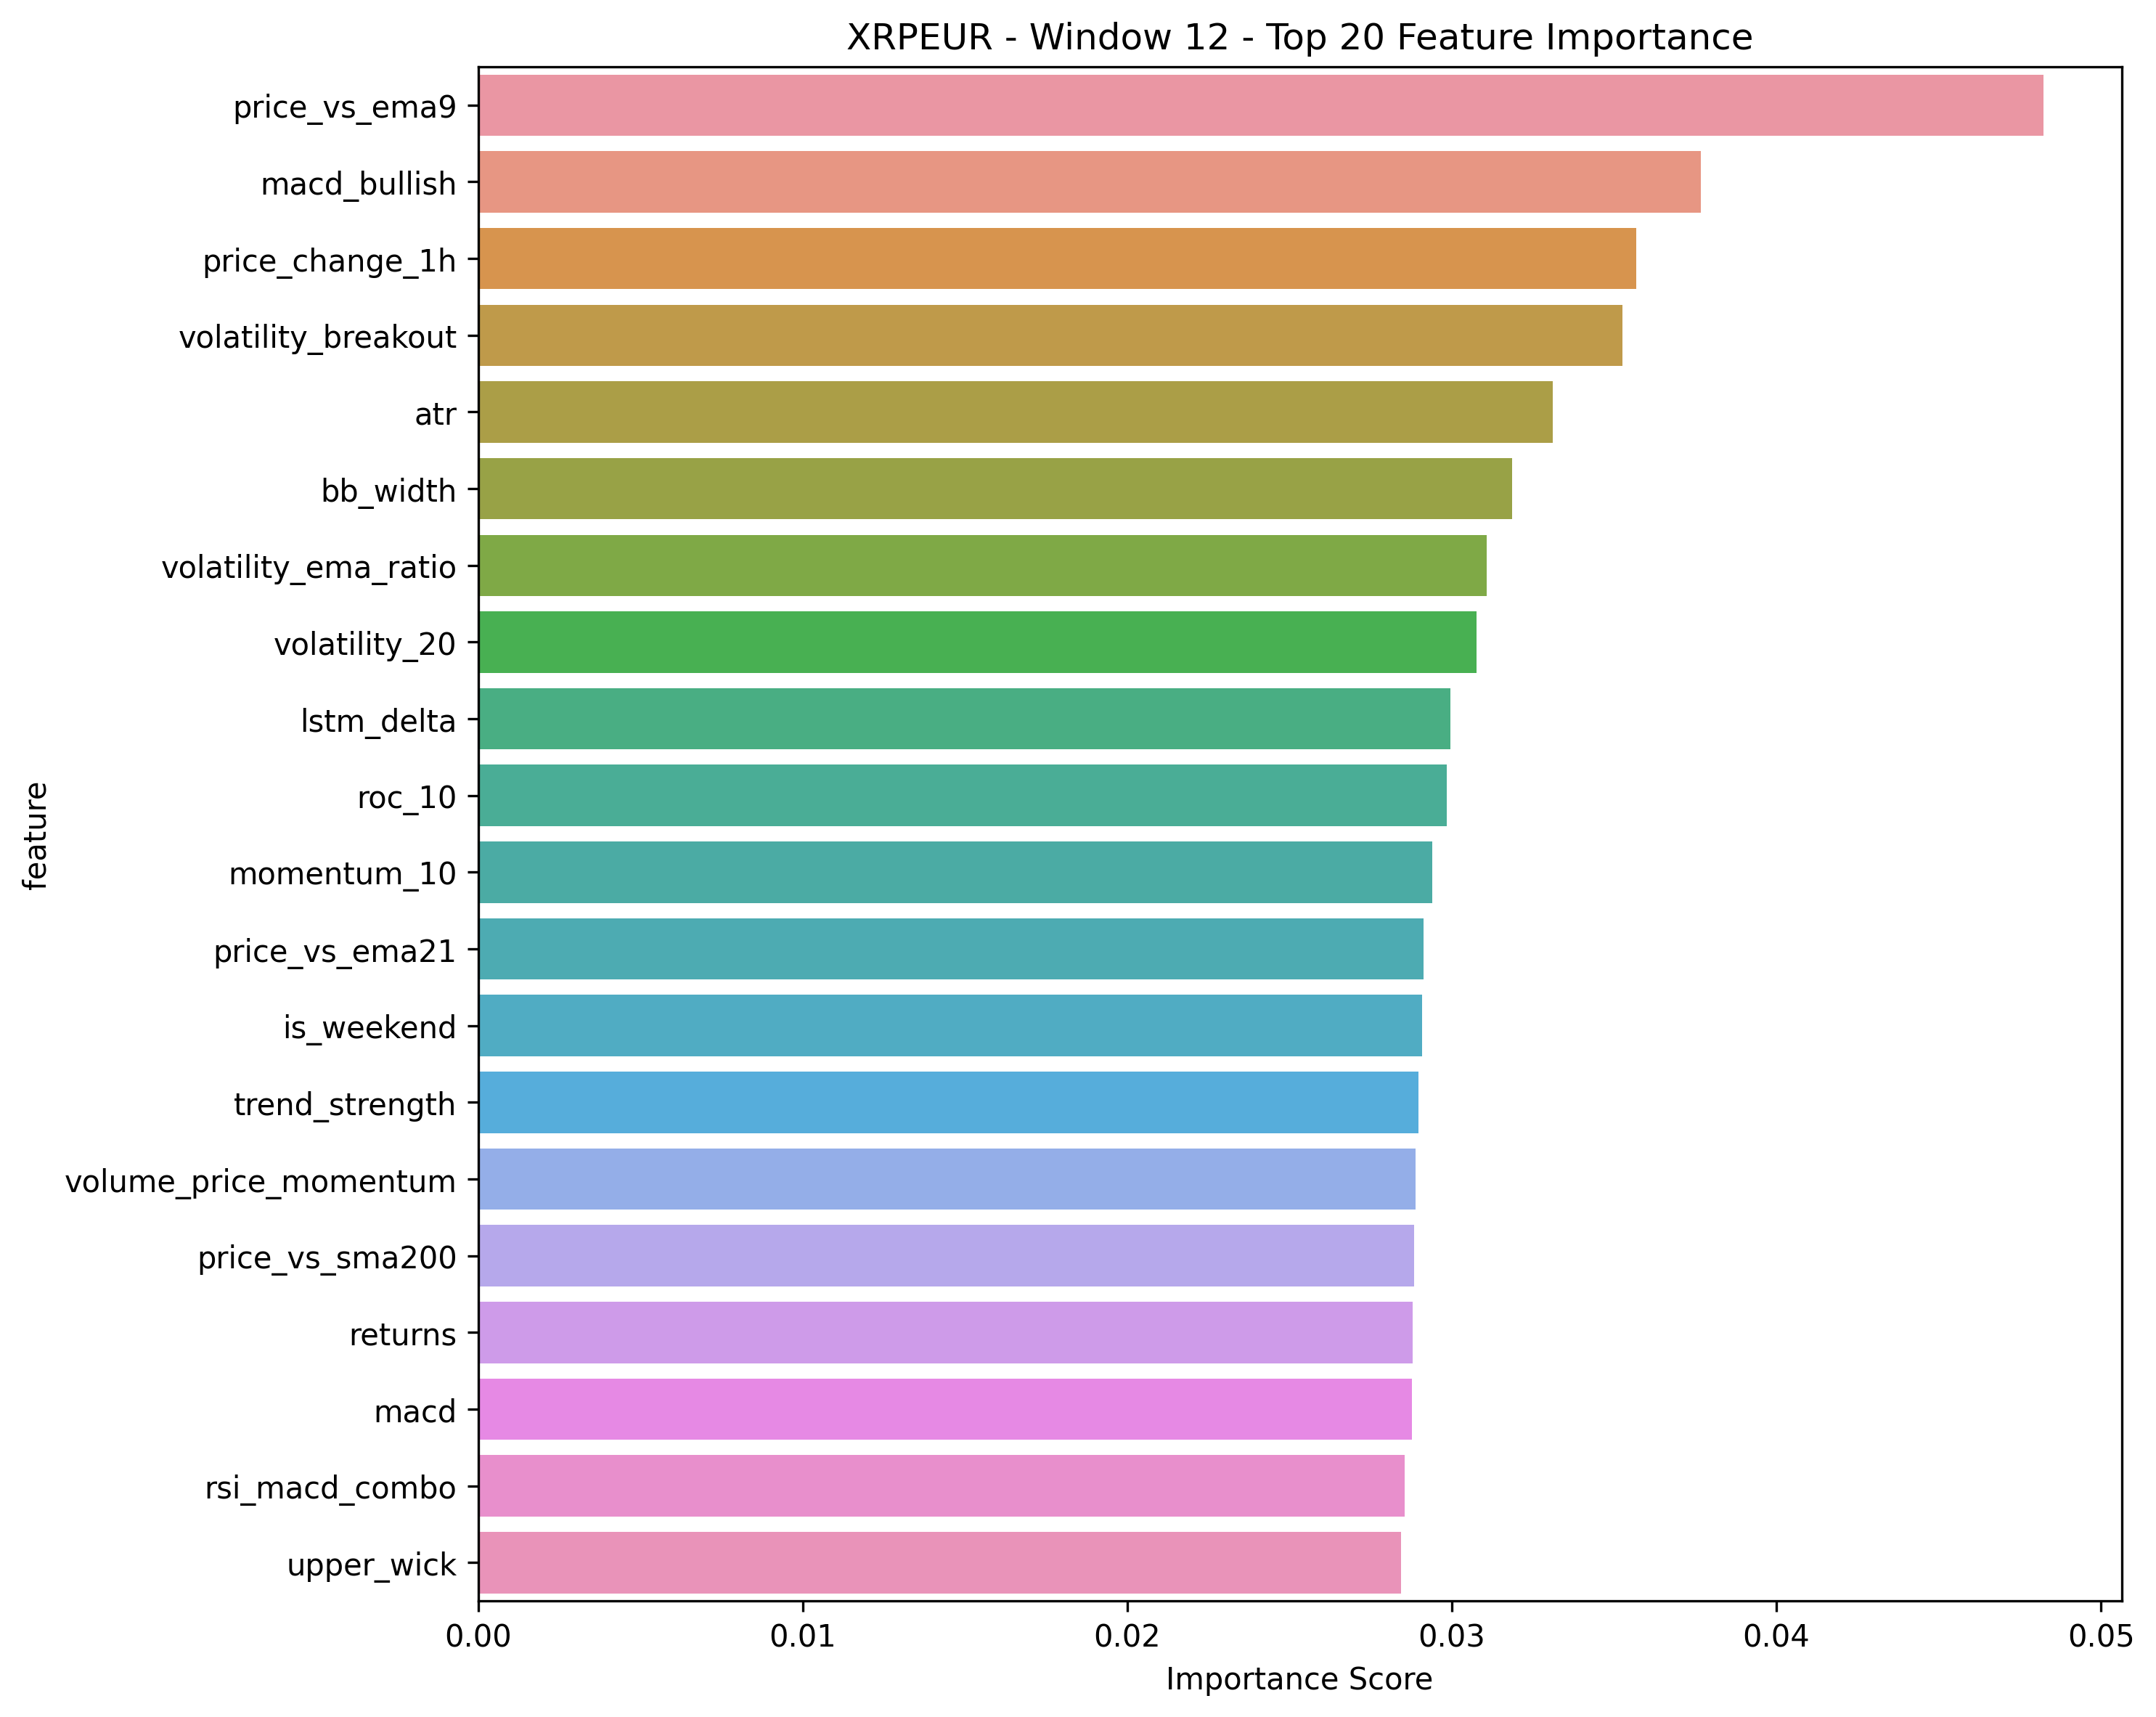 XRPEUR - Window 12 - Top 20 Feature Importance
price_vs_ema9
macd_bullish
price_change_1h
volatility_breakout
atr
bb_width
volatility_ema_ratio
volatility_20
lstm_delta
roc_10
momentum_10
price_vs_ema21
is_weekend
trend_strength
volume_price_momentum
price_vs_sma200
returns
macd
rsi_macd_combo
upper_wick
feature
0.00 0.01 0.02 0.03 0.04 0.05
Importance Score